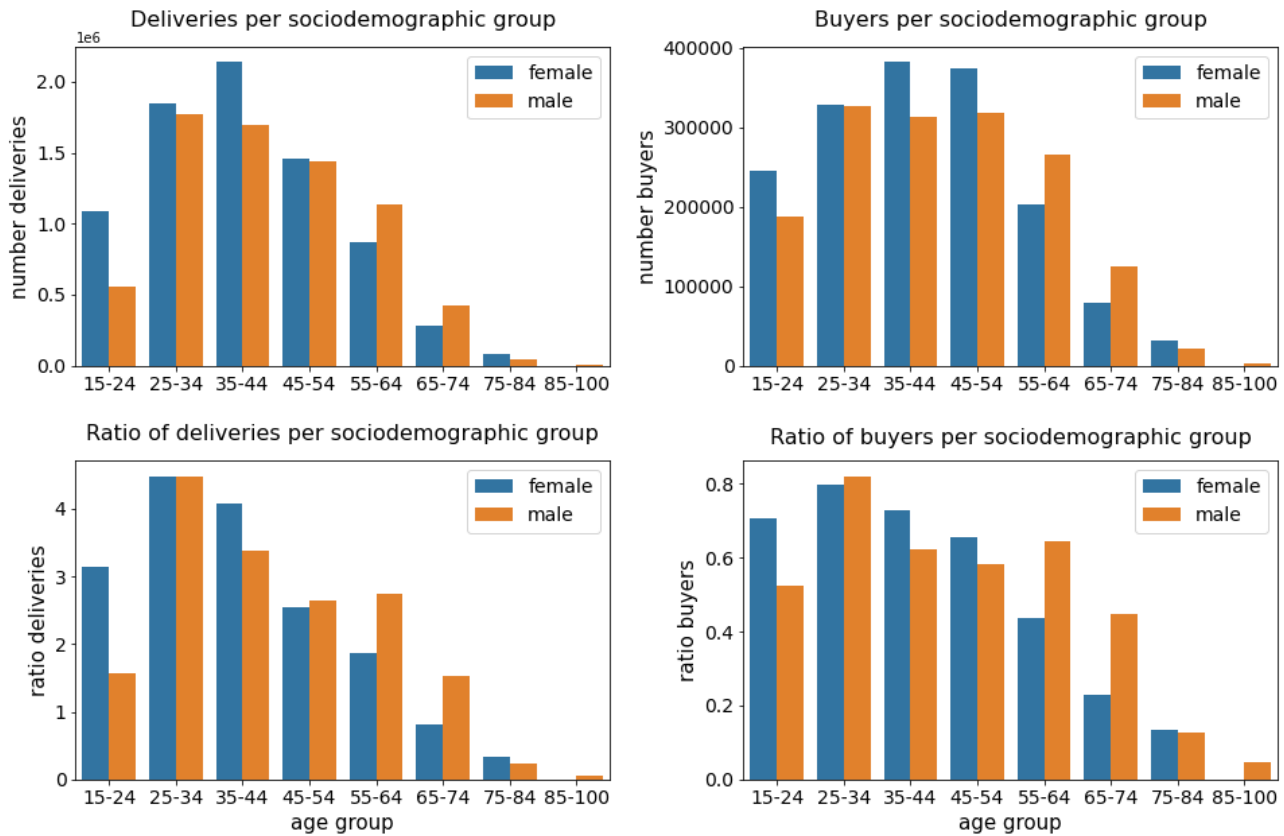 Deliveries per sociodemographic group
1e6
2.0
1.5
1.0
0.5
0.0
number deliveries
female
male
15-24 25-34 35-44 45-54 55-64 65-74 75-84 85-100
Buyers per sociodemographic group
400000
300000
200000
100000
0
number buyers
female
male
15-24 25-34 35-44 45-54 55-64 65-74 75-84 85-100
Ratio of deliveries per sociodemographic group
4
3
2
1
0
ratio deliveries
female
male
15-24 25-34 35-44 45-54 55-64 65-74 75-84 85-100
age group
Ratio of buyers per sociodemographic group
0.8
0.6
0.4
0.2
0.0
ratio buyers
female
male
15-24 25-34 35-44 45-54 55-64 65-74 75-84 85-100
age group